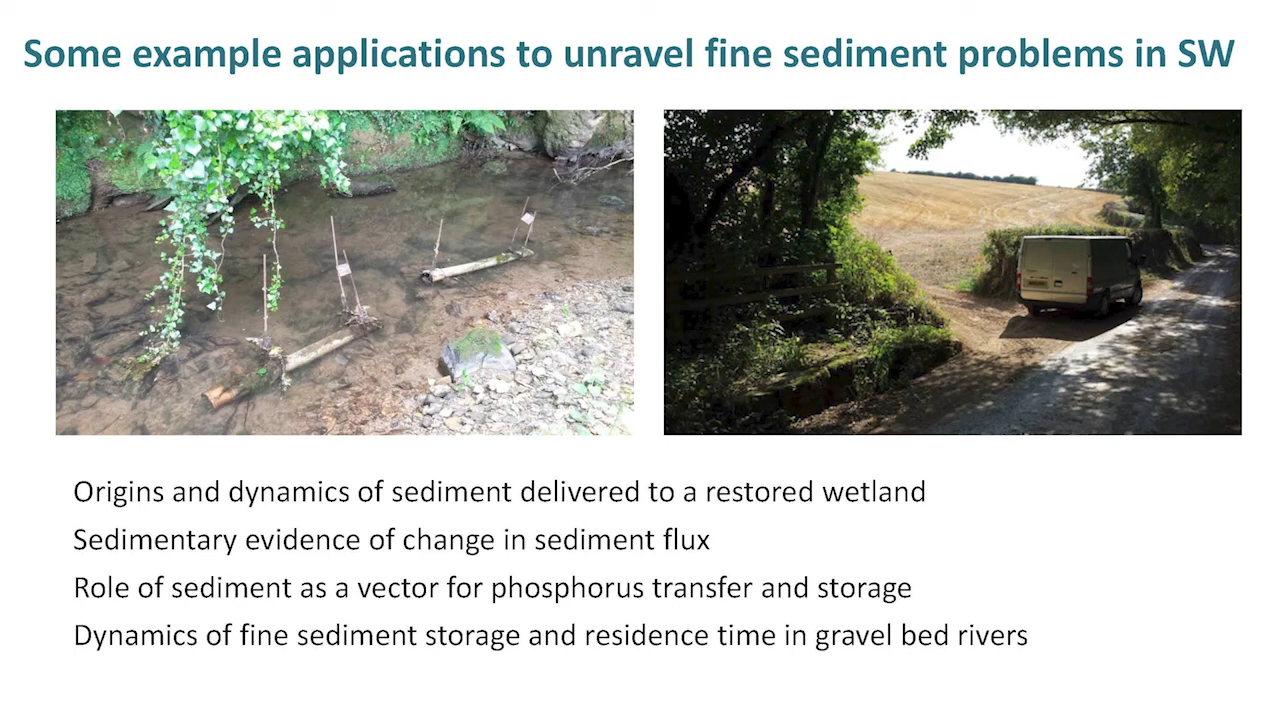 Some example applications to unravel fine sediment problems in SW
Origins and dynamics of sediment delivered to a restored wetland
Sedimentary evidence of change in sediment flux
Role of sediment as a vector for phosphorus transfer and storage
Dynamics of fine sediment storage and residence time in gravel bed rivers